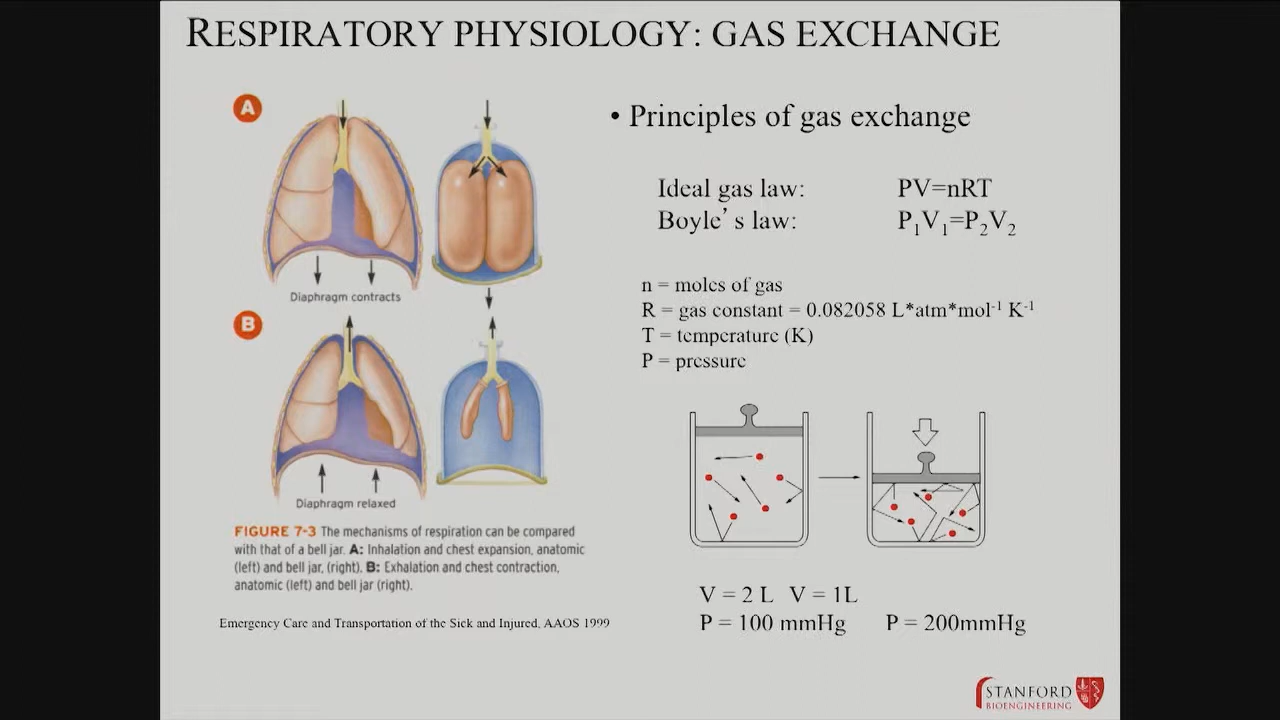 RESPIRATORY PHYSIOLOGY: GAS EXCHANGE
A
Diaphragm contracts
B
Diaphragm relaxed
FIGURE 7-3 The mechanisms of respiration can be compared
with that of a bell jar. A: Inhalation and chest expansion, anatomic
(left) and bell jar, (right). B: Exhalation and chest contraction,
anatomic (left) and bell jar (right).
Emergency Care and Transportation of the Sick and Injured, AAOS 1999
• Principles of gas exchange
Ideal gas law: PV=nRT
Boyle's law: P₁V₁=P₂V₂
n = moles of gas
R = gas constant = 0.082058 L*atm*mol⁻¹ K⁻¹
T = temperature (K)
P = pressure
V = 2 L V = 1L
P = 100 mmHg P = 200mmHg
STANFORD
BIOENGINEERING